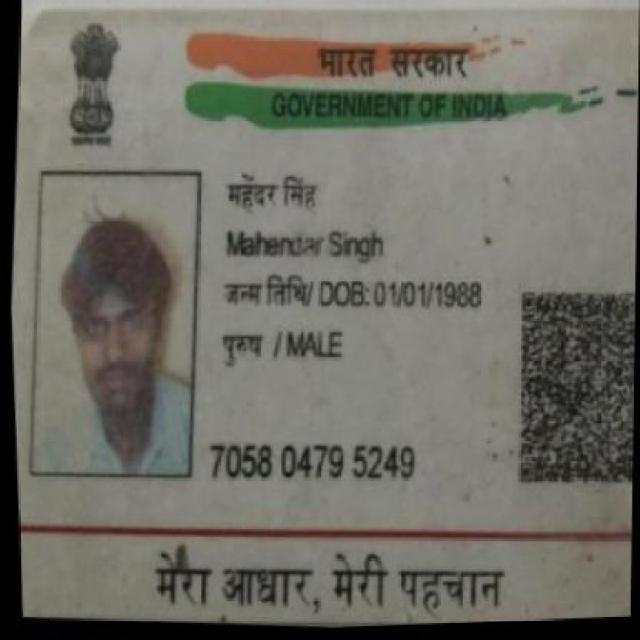 भारत सरकार
GOVERNMENT OF INDIA
महेंदर सिंह
Mahendar Singh
जन्म तिथि/ DOB: 01/01/1988
पुरुष / MALE
7058 0479 5249
मेरा आधार, मेरी पहचान